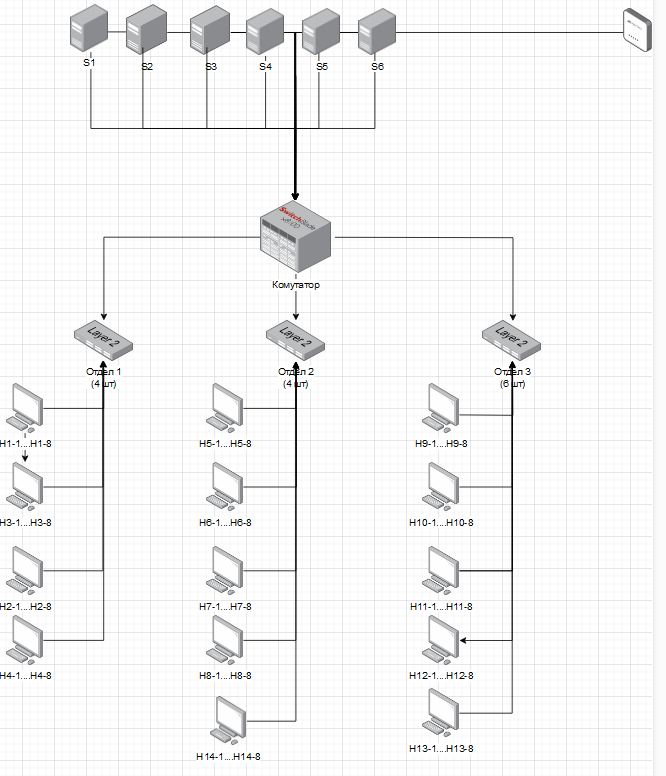 S1
S2
S3
S4
S5
S6
SwitchBlade
x8100
Комутатор
Layer 2
Layer 2
Layer 2
Отдел 1
(4 шт)
Отдел 2
(4 шт)
Отдел 3
(6 шт)
H1-1....H1-8
H5-1....H5-8
H9-1....H9-8
H3-1....H3-8
H6-1....H6-8
H10-1....H10-8
H2-1....H2-8
H7-1....H7-8
H11-1....H11-8
H4-1....H4-8
H8-1....H8-8
H12-1....H12-8
H14-1....H14-8
H13-1....H13-8